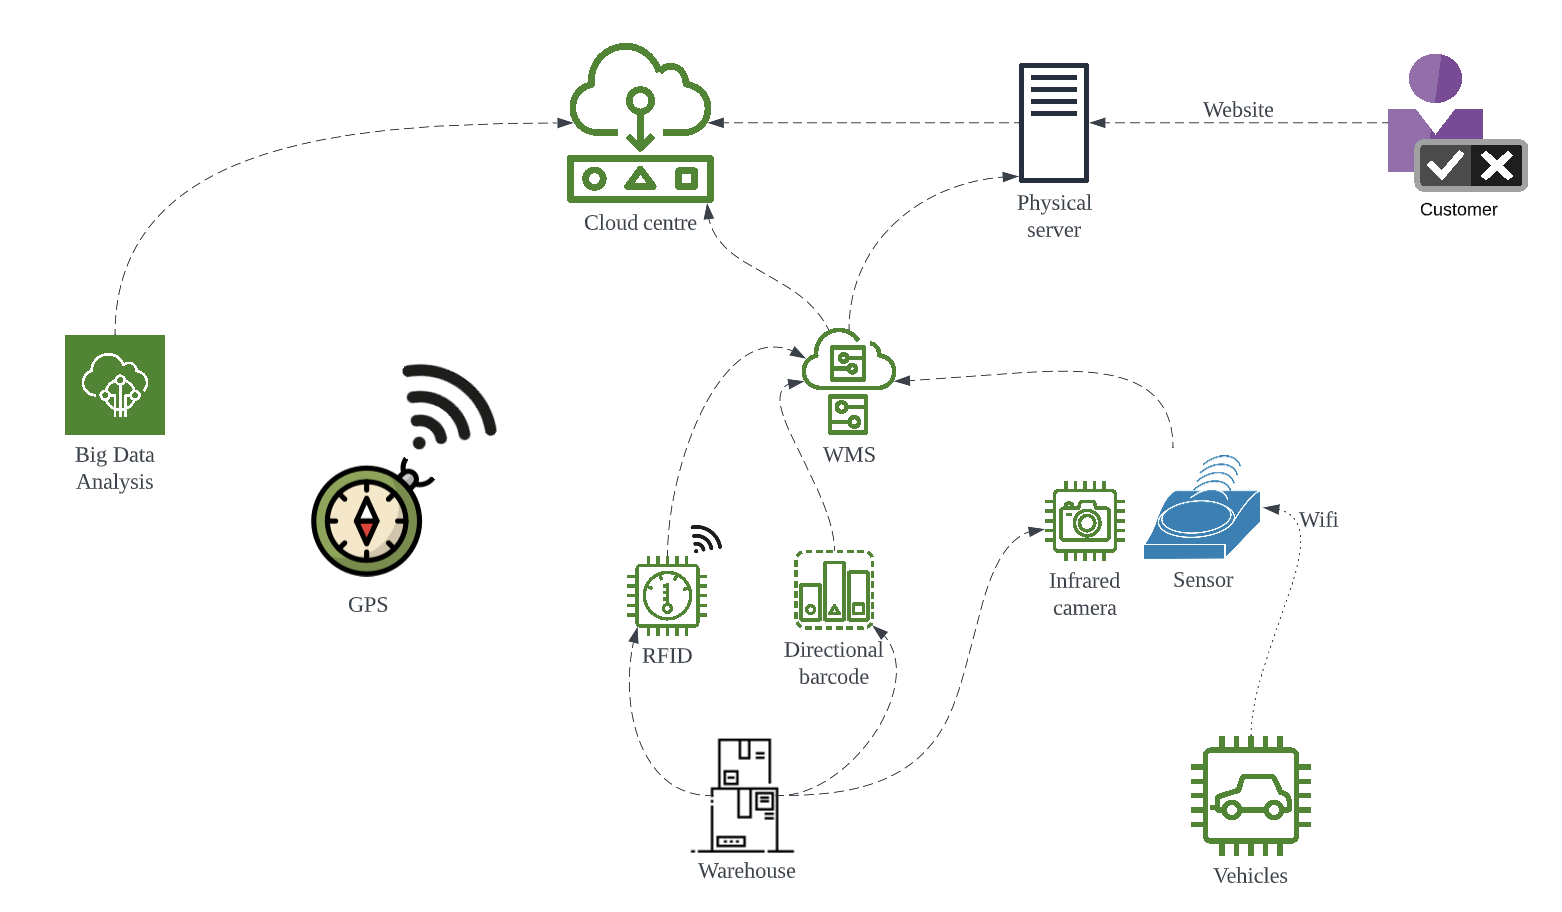 Website
Cloud centre
Physical
server
Customer
Big Data
Analysis
WMS
GPS
Wifi
Infrared
camera
Sensor
RFID
Directional
barcode
Warehouse
Vehicles